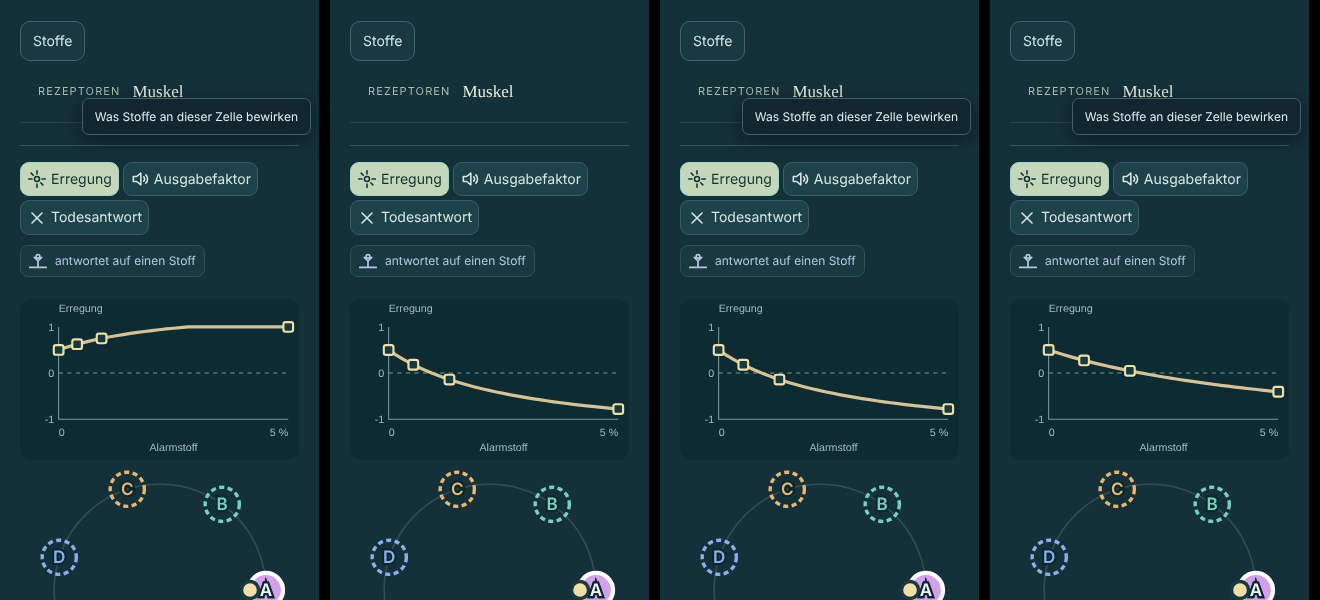 Stoffe
REZEPTOREN Muskel
Was Stoffe an dieser Zelle bewirken
Erregung
Ausgabefaktor
Todesantwort
antwortet auf einen Stoff
Erregung
1
0
-1
0
5 %
Alarmstoff
C
B
D
A
Stoffe
REZEPTOREN Muskel
Erregung
Ausgabefaktor
Todesantwort
antwortet auf einen Stoff
Erregung
1
0
-1
0
5 %
Alarmstoff
C
B
D
A
Stoffe
REZEPTOREN Muskel
Was Stoffe an dieser Zelle bewirken
Erregung
Ausgabefaktor
Todesantwort
antwortet auf einen Stoff
Erregung
1
0
-1
0
5 %
Alarmstoff
C
B
D
A
Stoffe
REZEPTOREN Muskel
Was Stoffe an dieser Zelle bewirken
Erregung
Ausgabefaktor
Todesantwort
antwortet auf einen Stoff
Erregung
1
0
-1
0
5 %
Alarmstoff
C
B
D
A